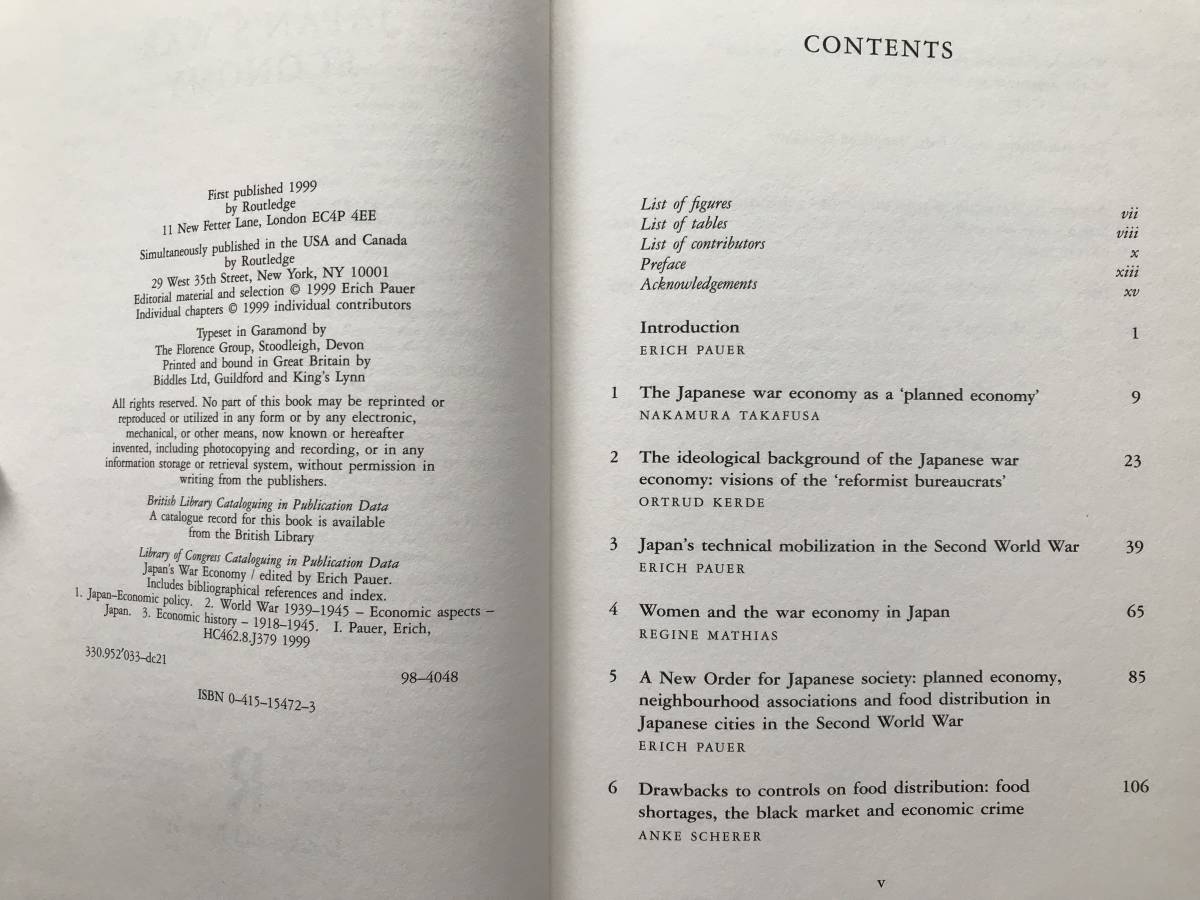 First published 1999
by Routledge
11 New Fetter Lane, London EC4P 4EE
Simultaneously published in the USA and Canada
by Routledge
29 West 35th Street, New York, NY 10001
Editorial material and selection © 1999 Erich Pauer
Individual chapters © 1999 individual contributors
Typeset in Garamond by
The Florence Group, Stoodleigh, Devon
Printed and bound in Great Britain by
Biddles Ltd, Guildford and King's Lynn
All rights reserved. No part of this book may be reprinted or
reproduced or utilized in any form or by any electronic,
mechanical, or other means, now known or hereafter
invented, including photocopying and recording, or in any
information storage or retrieval system, without permission in
writing from the publishers.
British Library Cataloguing in Publication Data
A catalogue record for this book is available
from the British Library
Library of Congress Cataloguing in Publication Data
Japan's War Economy / edited by Erich Pauer.
Includes bibliographical references and index.
1. Japan–Economic policy. 2. World War 1939–1945 – Economic aspects –
Japan. 3. Economic history – 1918–1945. I. Pauer, Erich,
HC462.8.J379 1999
330.952'033–dc21
98–4048
ISBN 0–415–15472–3
CONTENTS
List of figures vii
List of tables viii
List of contributors x
Preface xiii
Acknowledgements xv
Introduction 1
ERICH PAUER
1 The Japanese war economy as a 'planned economy' 9
NAKAMURA TAKAFUSA
2 The ideological background of the Japanese war 23
economy: visions of the 'reformist bureaucrats'
ORTRUD KERDE
3 Japan's technical mobilization in the Second World War 39
ERICH PAUER
4 Women and the war economy in Japan 65
REGINE MATHIAS
5 A New Order for Japanese society: planned economy, 85
neighbourhood associations and food distribution in
Japanese cities in the Second World War
ERICH PAUER
6 Drawbacks to controls on food distribution: food 106
shortages, the black market and economic crime
ANKE SCHERER
v